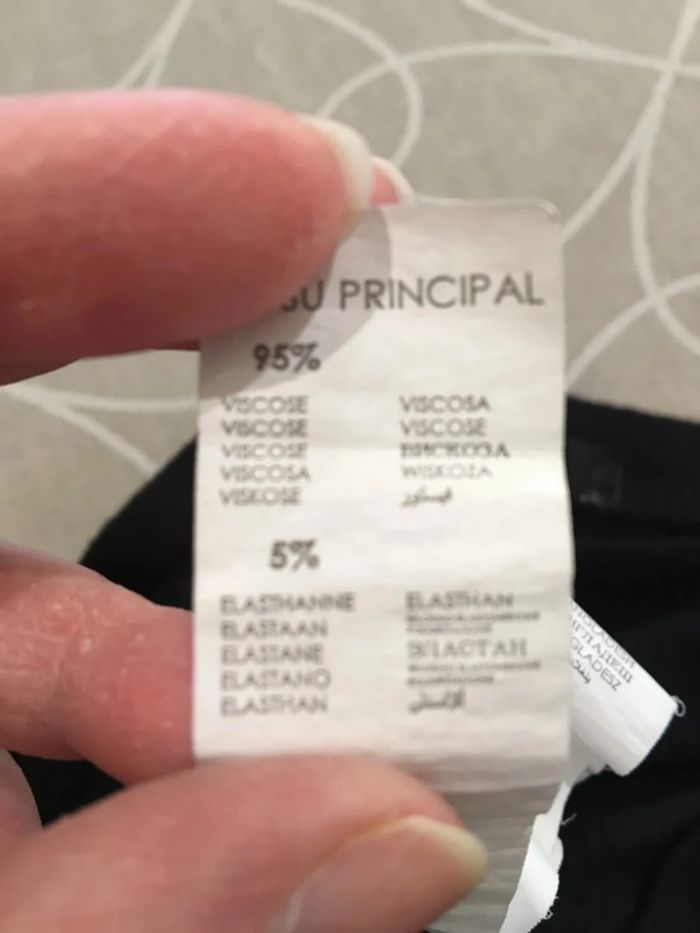 PRINCIPAL
95%
VISCOSE VISCOSA
VISCOSE VISCOSE
VISCOSE ВИСКОЗА
VISCOSA WISKOZA
VISKOSE
5%
ELASTHANNE ELASTHAN
ELASTAAN
ELASTANE ЭЛАСТАН
ELASTANO
ELASTHAN